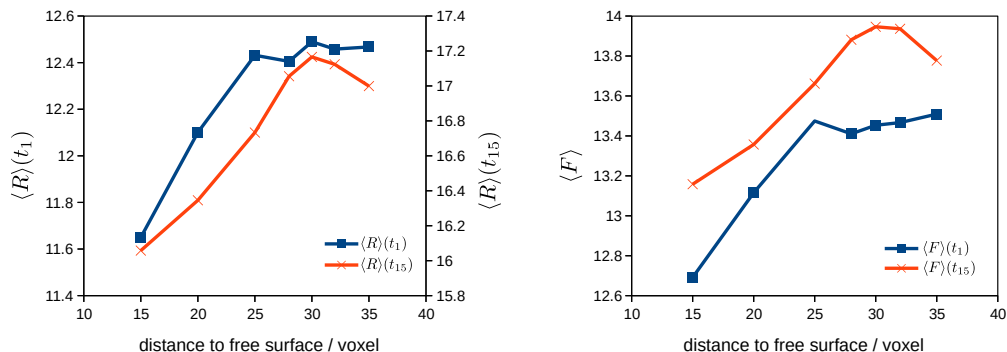 12.6
12.4
12.2
12
11.8
11.6
11.4
17.4
17.2
17
16.8
16.6
16.4
16.2
16
15.8
10 15 20 25 30 35 40
⟨R⟩(t₁)
⟨R⟩(t₁₅)
⟨R⟩(t₁)
⟨R⟩(t₁₅)
distance to free surface / voxel
14
13.8
13.6
13.4
13.2
13
12.8
12.6
10 15 20 25 30 35 40
⟨F⟩
⟨F⟩(t₁)
⟨F⟩(t₁₅)
distance to free surface / voxel